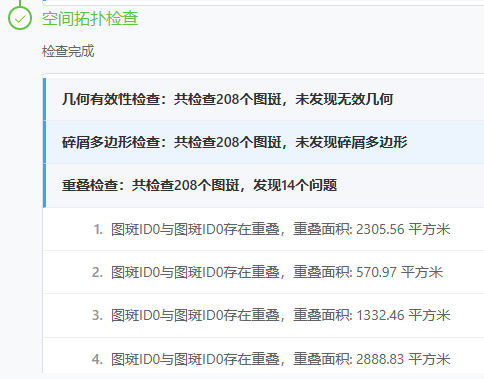 空间拓扑检查
检查完成
几何有效性检查：共检查208个图斑，未发现无效几何
碎屑多边形检查：共检查208个图斑，未发现碎屑多边形
重叠检查：共检查208个图斑，发现14个问题
1. 图斑ID0与图斑ID0存在重叠，重叠面积: 2305.56 平方米
2. 图斑ID0与图斑ID0存在重叠，重叠面积: 570.97 平方米
3. 图斑ID0与图斑ID0存在重叠，重叠面积: 1332.46 平方米
4. 图斑ID0与图斑ID0存在重叠，重叠面积: 2888.83 平方米